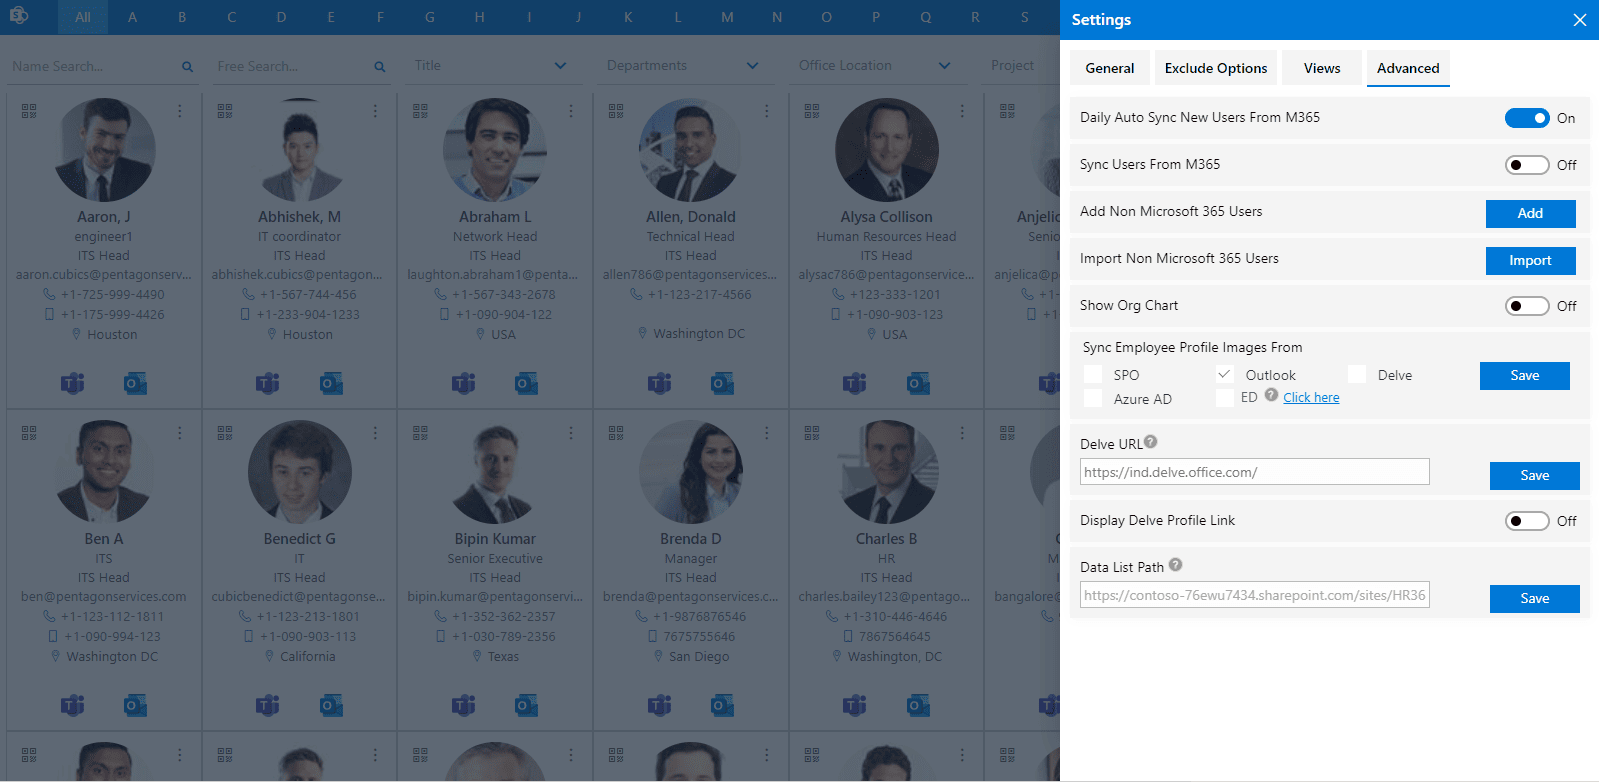 All A B C D E F G H I J K L M N O P Q R S
Settings
Name Search...
Free Search...
Title
Departments
Office Location
Project
General
Exclude Options
Views
Advanced
Aaron, J
engineer1
ITS Head
aaron.cubics@pentagonserv...
+1-725-999-4490
+1-175-999-4426
Houston
Abhishek, M
IT coordinator
ITS Head
abhishek.cubics@pentagon...
+1-567-744-456
+1-233-904-1233
Houston
Abraham L
Network Head
ITS Head
laughton.abraham1@penta...
+1-567-343-2678
+1-090-904-122
USA
Allen, Donald
Technical Head
ITS Head
allen786@pentagonservices...
+1-123-217-4566
Washington DC
Alysa Collison
Human Resources Head
ITS Head
alysac786@pentagonservice...
+123-333-1201
+1-090-903-123
USA
Anjelic
Senio
ITS
anjelica@pe
+1-
+1-
Ben A
ITS
ITS Head
ben@pentagonservices.com
+1-123-112-1811
+1-090-994-123
Washington DC
Benedict G
IT
ITS Head
cubicbenedict@pentagonse...
+1-123-213-1801
+1-090-903-113
California
Bipin Kumar
Senior Executive
ITS Head
bipin.kumar@pentagonservi...
+1-352-362-2357
+1-030-789-2356
Texas
Brenda D
Manager
ITS Head
brenda@pentagonservices.c...
+1-9876876546
7675755646
San Diego
Charles B
HR
ITS Head
charles.bailey123@pentago...
+1-310-446-4646
7867564645
Washington, DC
ITS
bangalore@
+1-
Daily Auto Sync New Users From M365
On
Sync Users From M365
Off
Add Non Microsoft 365 Users
Add
Import Non Microsoft 365 Users
Import
Show Org Chart
Off
Sync Employee Profile Images From
SPO
Outlook
Delve
Azure AD
ED
Click here
Save
Delve URL
https://ind.delve.office.com/
Save
Display Delve Profile Link
Off
Data List Path
https://contoso-76ewu7434.sharepoint.com/sites/HR36
Save